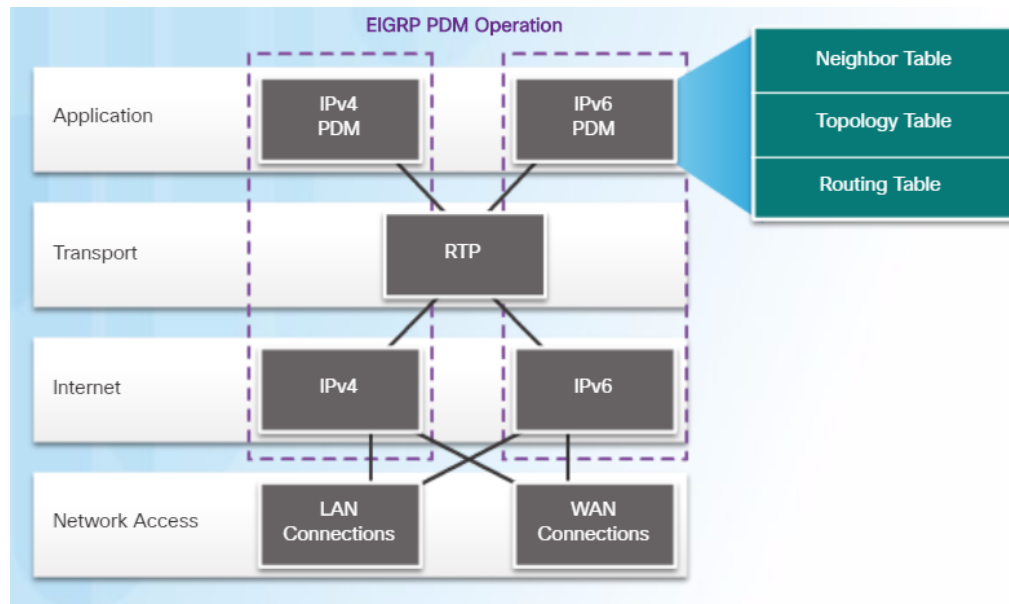 EIGRP PDM Operation
Application
IPv4
PDM
IPv6
PDM
Neighbor Table
Topology Table
Routing Table
Transport
RTP
Internet
IPv4
IPv6
Network Access
LAN
Connections
WAN
Connections